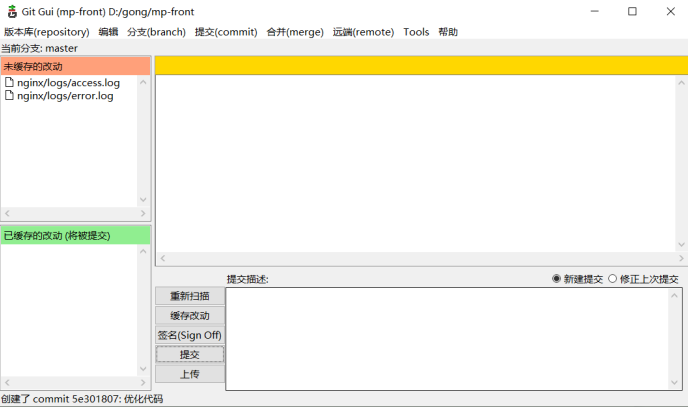 Git Gui (mp-front) D:/gong/mp-front
版本库(repository) 编辑 分支(branch) 提交(commit) 合并(merge) 远端(remote) Tools 帮助
当前分支: master
未缓存的改动
nginx/logs/access.log
nginx/logs/error.log
已缓存的改动 (将被提交)
提交描述:
新建提交 修正上次提交
重新扫描
缓存改动
签名(Sign Off)
提交
上传
创建了 commit 5e301807: 优化代码